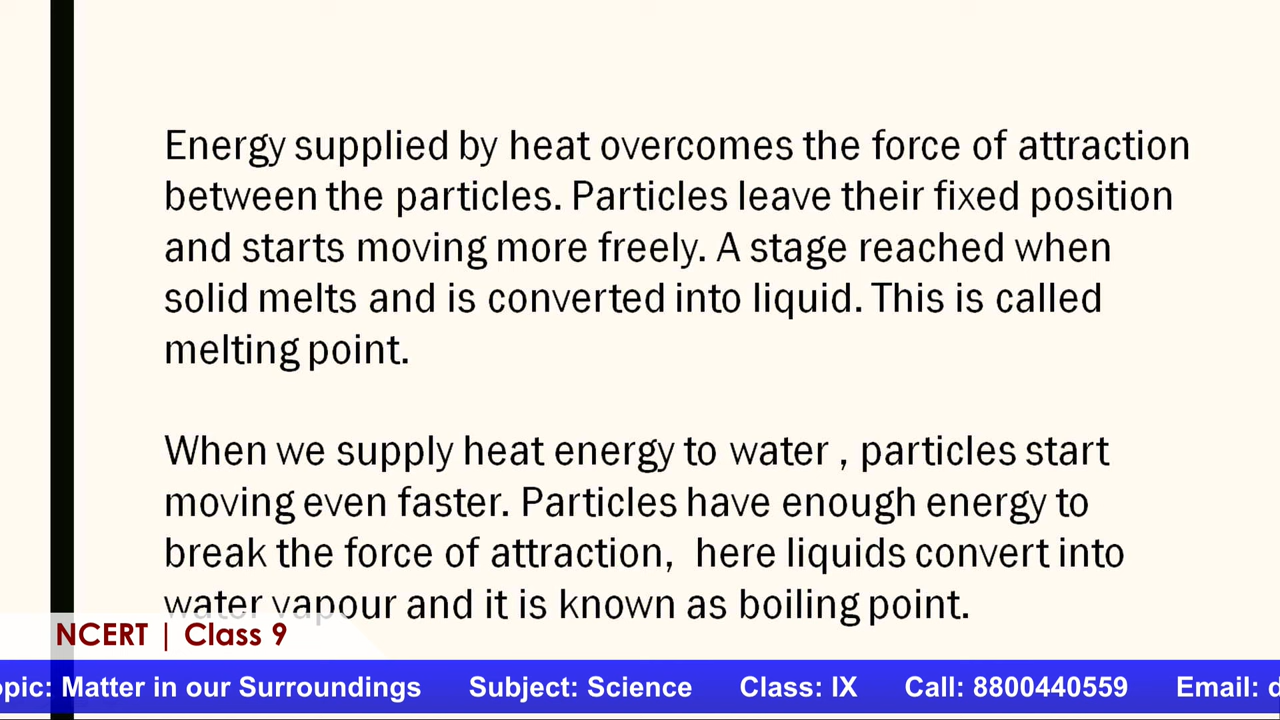 Energy supplied by heat overcomes the force of attraction
between the particles. Particles leave their fixed position
and starts moving more freely. A stage reached when
solid melts and is converted into liquid. This is called
melting point.
When we supply heat energy to water , particles start
moving even faster. Particles have enough energy to
break the force of attraction, here liquids convert into
water vapour and it is known as boiling point.
NCERT | Class 9
opic: Matter in our Surroundings Subject: Science Class: IX Call: 8800440559 Email: d